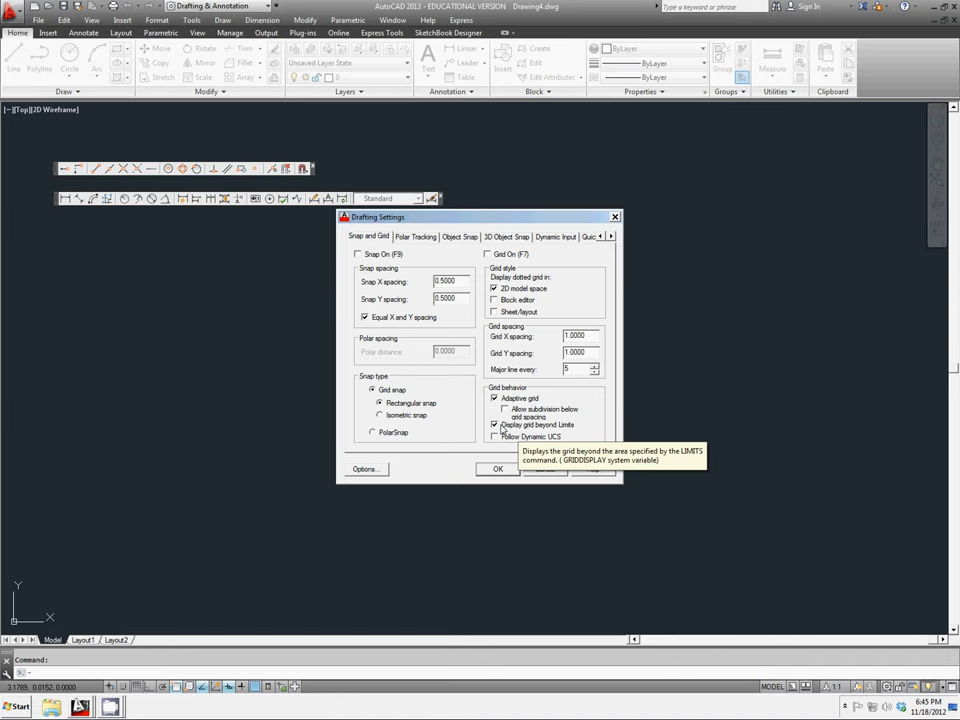 Drafting & Annotation
AutoCAD 2013 - EDUCATIONAL VERSION Drawing4.dwg
Type a keyword or phrase
Sign In
File Edit View Insert Format Tools Draw Dimension Modify Parametric Window Help Express
Home Insert Annotate Layout Parametric View Manage Output Plug-ins Online Express Tools SketchBook Designer
Line Polyline Circle Arc
Move Rotate Trim
Copy Mirror Fillet
Stretch Scale Array
Unsaved Layer State
0
Text
Linear
Leader
Table
Insert
Create
Edit
Edit Attributes
ByLayer
ByLayer
ByLayer
Group
Measure
Paste
Draw Modify Layers Annotation Block Properties Groups Utilities Clipboard
[−][Top][2D Wireframe]
Standard
Drafting Settings
Snap and Grid Polar Tracking Object Snap 3D Object Snap Dynamic Input Quic
Snap On (F9)
Grid On (F7)
Snap spacing
Snap X spacing: 0.5000
Snap Y spacing: 0.5000
Equal X and Y spacing
Grid style
Display dotted grid in:
2D model space
Block editor
Sheet/layout
Polar spacing
Polar distance: 0.0000
Grid spacing
Grid X spacing: 1.0000
Grid Y spacing: 1.0000
Major line every: 5
Snap type
Grid snap
Rectangular snap
Isometric snap
PolarSnap
Grid behavior
Adaptive grid
Allow subdivision below grid spacing
Display grid beyond Limits
Follow Dynamic UCS
Displays the grid beyond the area specified by the LIMITS
command. ( GRIDDISPLAY system variable)
Options... OK Cancel Help
Y
X
Model Layout1 Layout2
Command:
3.1789, 0.0152, 0.0000
MODEL
1:1
Start
6:45 PM
11/18/2012